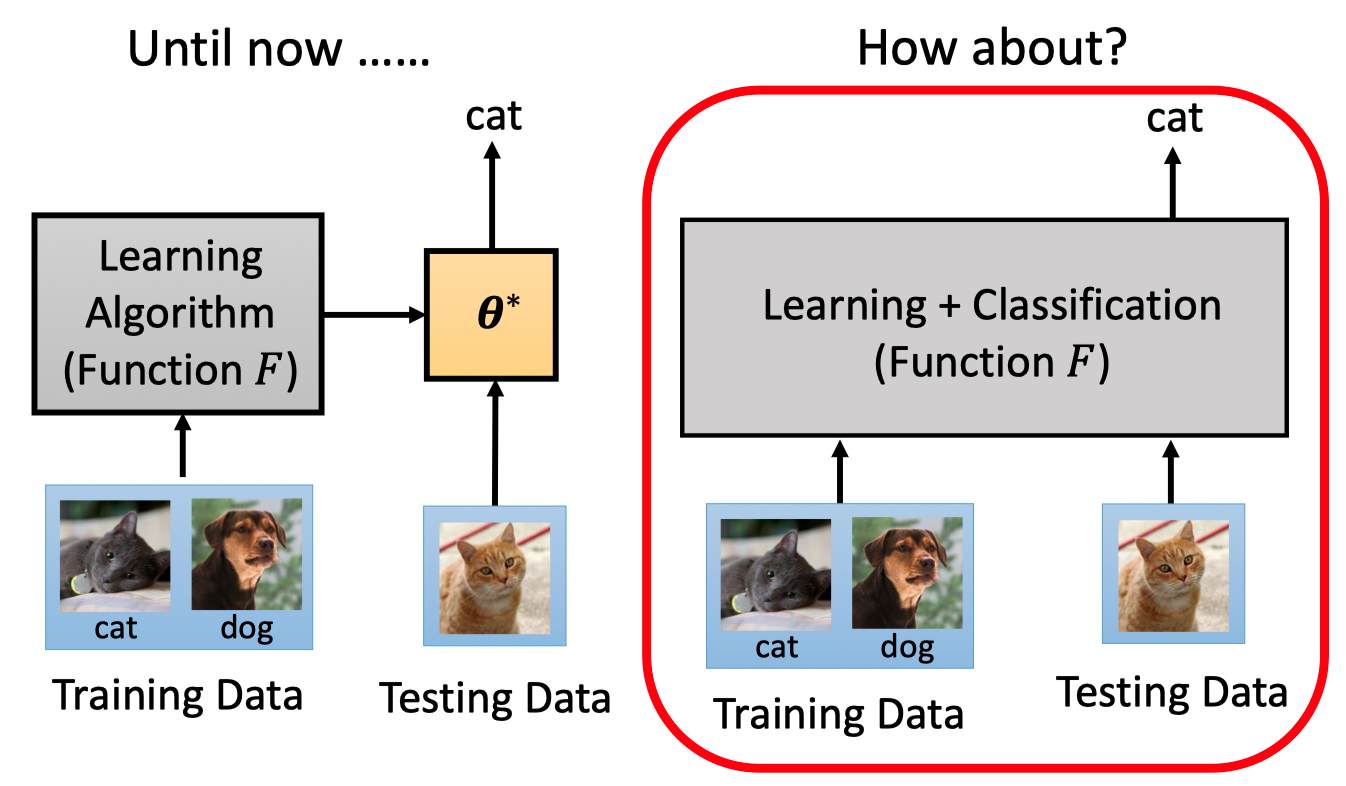 Until now ......
cat
Learning
Algorithm
(Function F)
θ*
cat
dog
Training Data
Testing Data
How about?
cat
Learning + Classification
(Function F)
cat
dog
Training Data
Testing Data